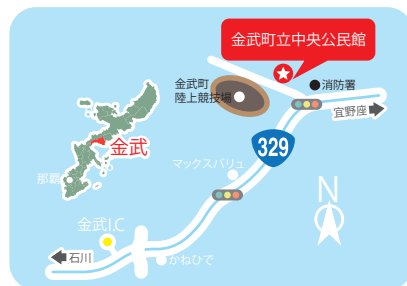 金武町立中央公民館
金武町
陸上競技場
消防署
宜野座
金武
329
マックスバリュ
那覇
N
金武I.C
石川
かねひで